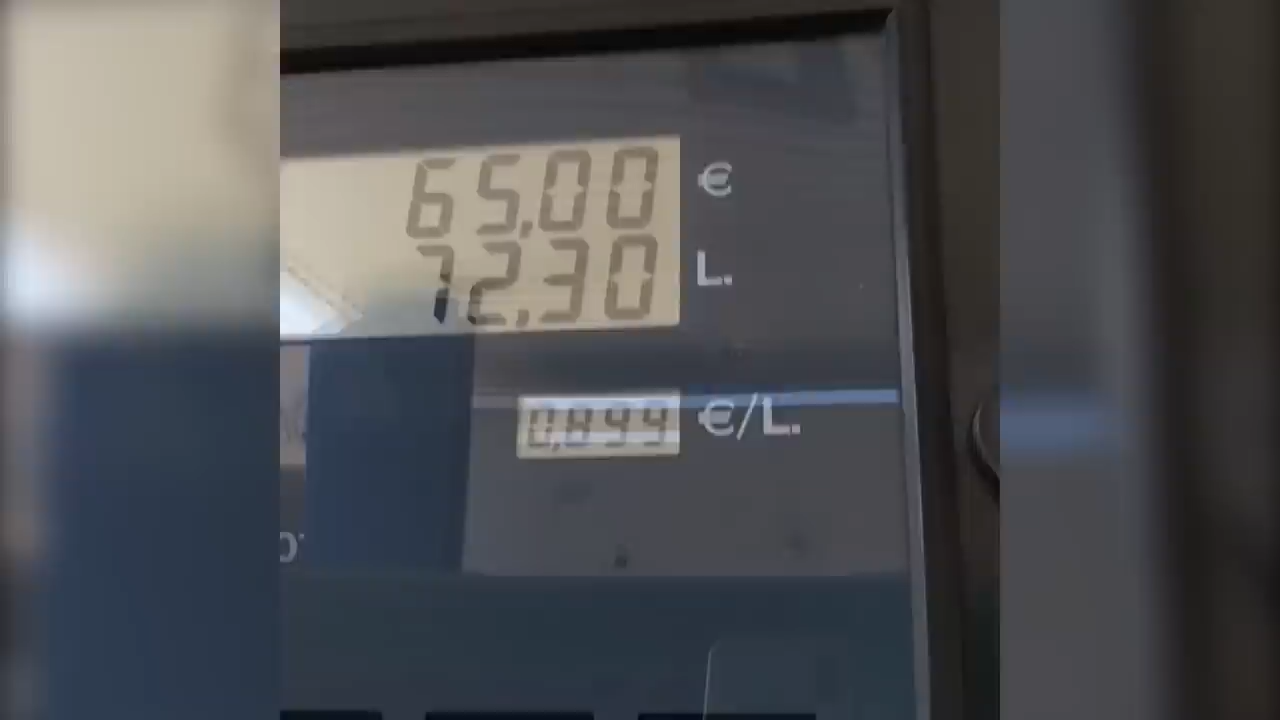 65,00 €
72,30 L.
0,899 €/L.